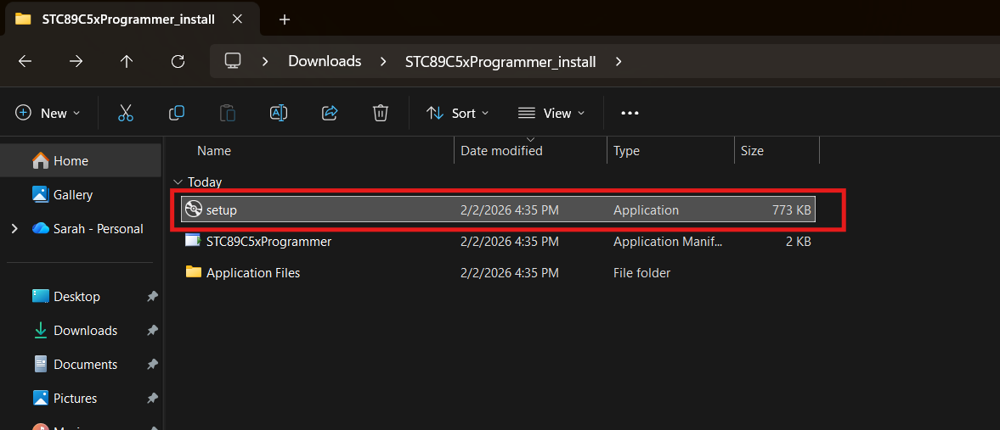 STC89C5xProgrammer_install
Downloads STC89C5xProgrammer_install
New Sort View
Name Date modified Type Size
Home
Today
Gallery
setup 2/2/2026 4:35 PM Application 773 KB
Sarah - Personal
STC89C5xProgrammer 2/2/2026 4:35 PM Application Manif... 2 KB
Application Files 2/2/2026 4:35 PM File folder
Desktop
Downloads
Documents
Pictures